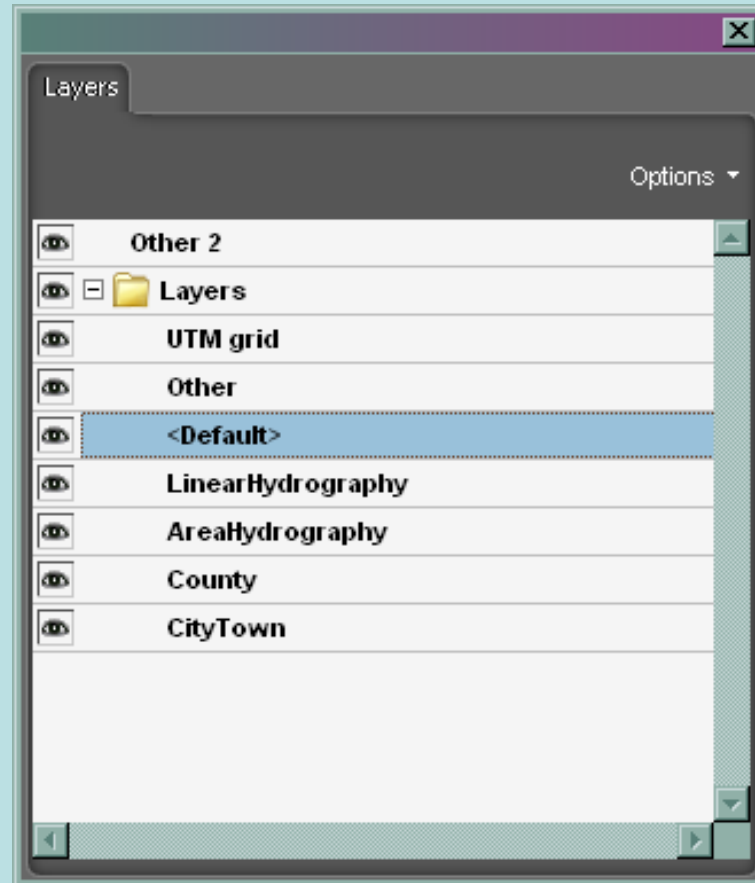 Layers
Options
Other 2
Layers
UTM grid
Other
<Default>
LinearHydrography
AreaHydrography
County
CityTown